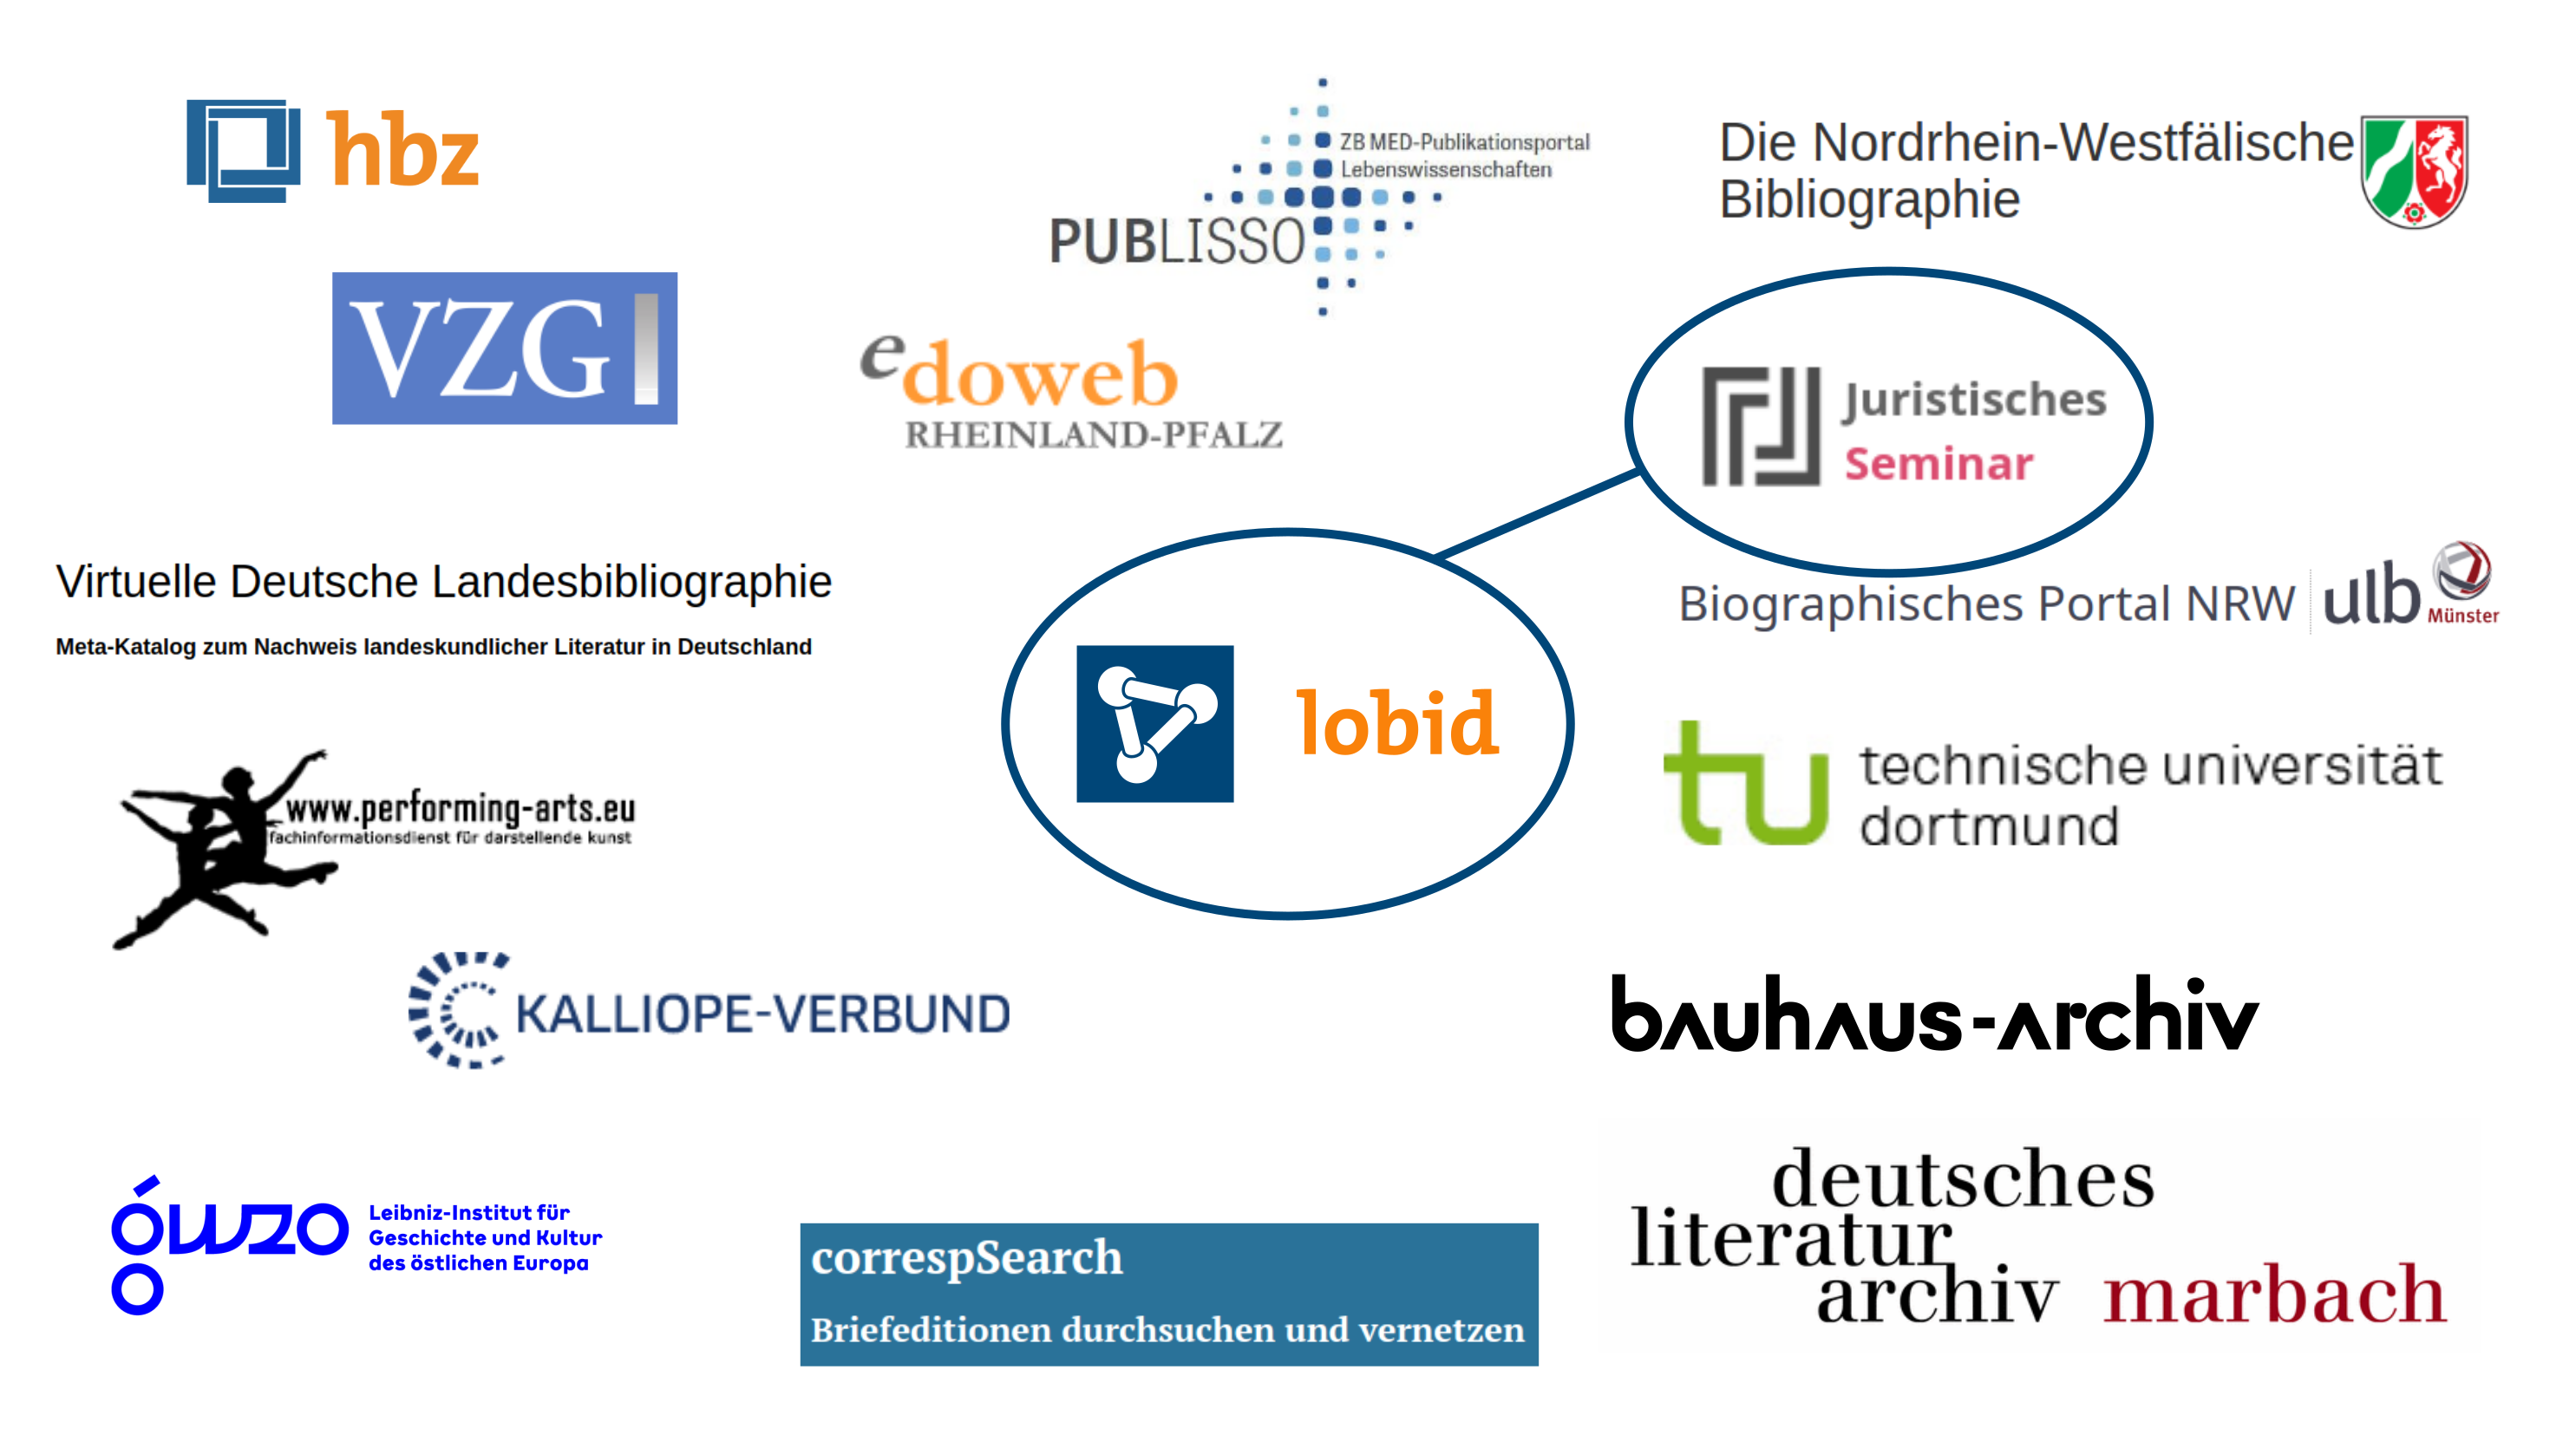 hbz
ZB MED-Publikationsportal
Lebenswissenschaften
PUBLISSO
Die Nordrhein-Westfälische
Bibliographie
VZG
edoweb
RHEINLAND-PFALZ
Juristisches
Seminar
Virtuelle Deutsche Landesbibliographie
Meta-Katalog zum Nachweis landeskundlicher Literatur in Deutschland
Biographisches Portal NRW
ulb
Münster
lobid
www.performing-arts.eu
fachinformationsdienst für darstellende kunst
tu technische universität
dortmund
KALLIOPE-VERBUND
bauhaus-archiv
Leibniz-Institut für
Geschichte und Kultur
des östlichen Europa
correspSearch
Briefeditionen durchsuchen und vernetzen
deutsches
literatur
archiv marbach